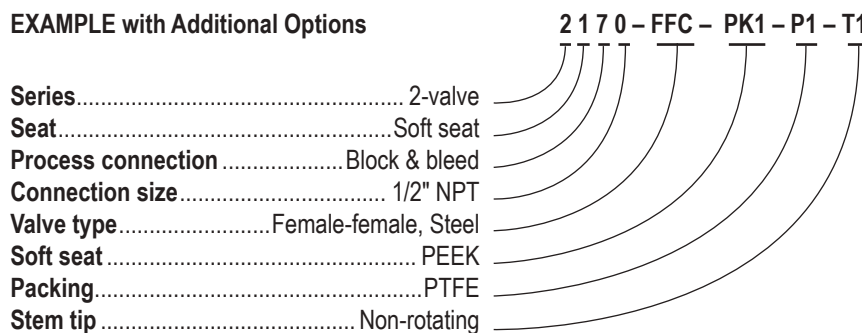 EXAMPLE with Additional Options 2 1 7 0 – FFC – PK1 – P1 – T1
Series.................................................... 2-valve
Seat.....................................................Soft seat
Process connection ....................Block & bleed
Connection size................................. 1/2" NPT
Valve type........................Female-female, Steel
Soft seat .................................................. PEEK
Packing.....................................................PTFE
Stem tip ......................................... Non-rotating